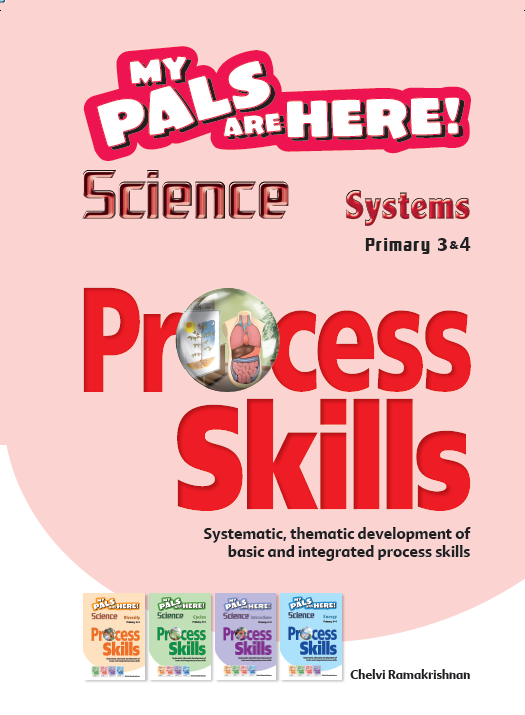 MY
PALS
ARE HERE!
Science
Systems
Primary 3&4
Process
Skills
Systematic, thematic development of
basic and integrated process skills
MY PALS ARE HERE!
Science Diversity
Process
Skills
MY PALS ARE HERE!
Science Cycles
Process
Skills
MY PALS ARE HERE!
Science Interactions
Process
Skills
MY PALS ARE HERE!
Science Energy
Process
Skills
Chelvi Ramakrishnan